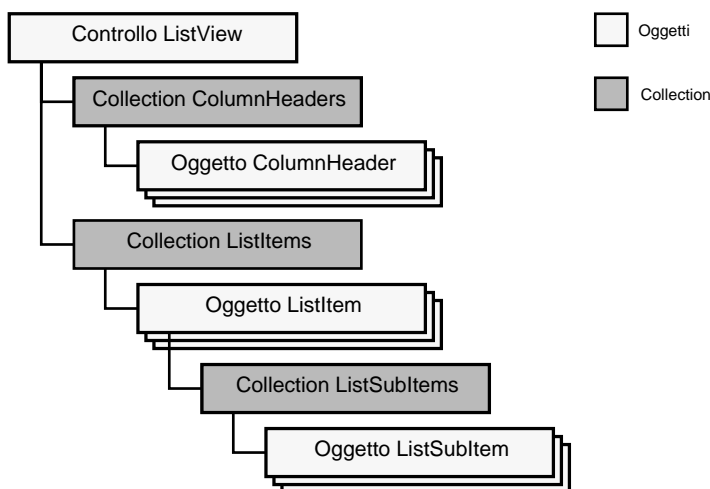 Controllo ListView
Oggetti
Collection ColumnHeaders
Collection
Oggetto ColumnHeader
Collection ListItems
Oggetto ListItem
Collection ListSubItems
Oggetto ListSubItem